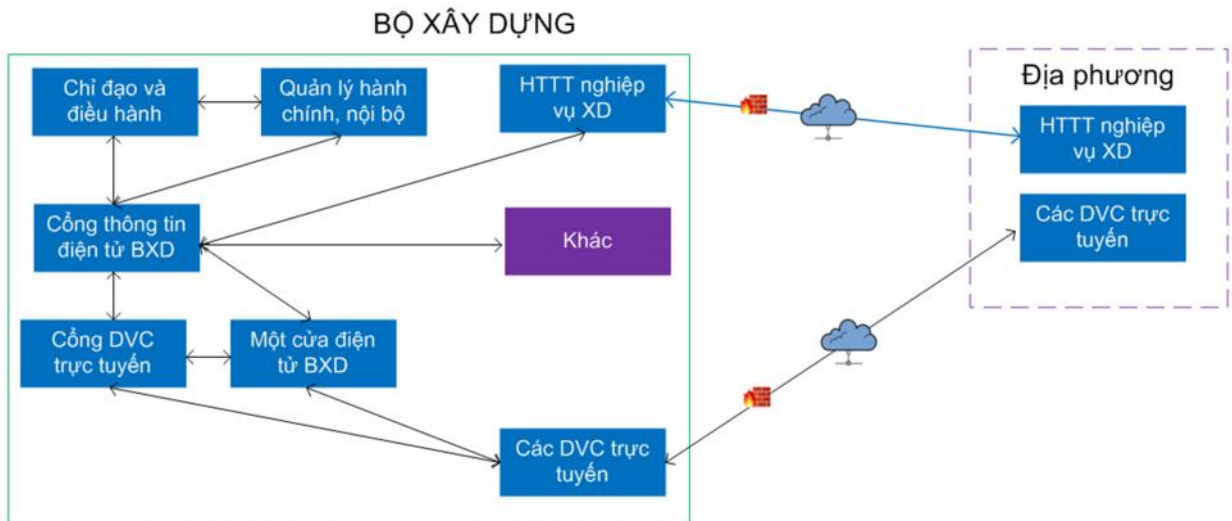 BỘ XÂY DỰNG
Chỉ đạo và
điều hành
Quản lý hành
chính, nội bộ
HTTT nghiệp
vụ XD
Cổng thông tin
điện tử BXD
Khác
Cổng DVC
trực tuyến
Một cửa điện
tử BXD
Các DVC trực
tuyến
Địa phương
HTTT nghiệp
vụ XD
Các DVC trực
tuyến